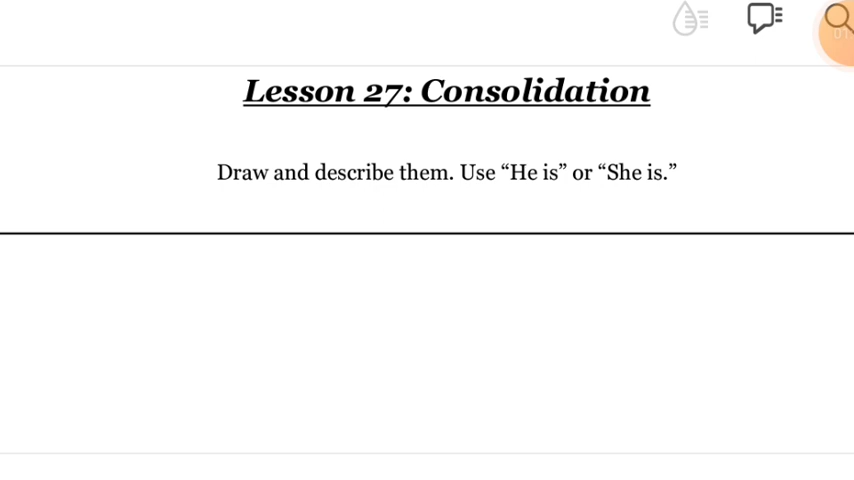 Lesson 27: Consolidation
Draw and describe them. Use “He is” or “She is.”